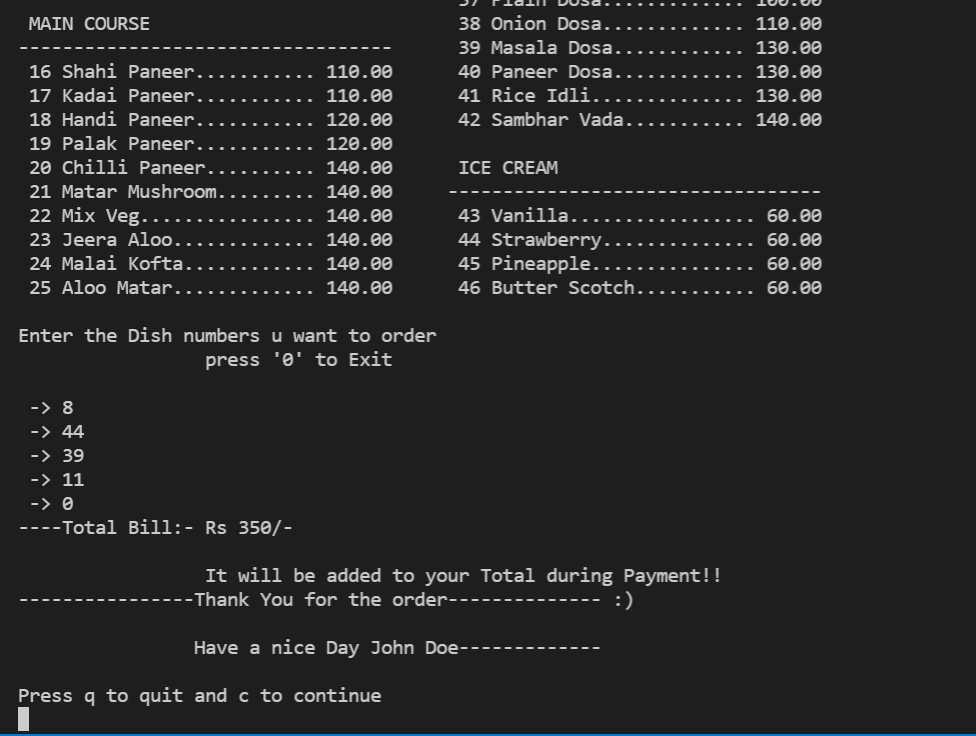 37 Plain Dosa.............. 100.00
MAIN COURSE                             38 Onion Dosa............. 110.00
----------------------------------      39 Masala Dosa............ 130.00
16 Shahi Paneer........... 110.00       40 Paneer Dosa............ 130.00
17 Kadai Paneer........... 110.00       41 Rice Idli.............. 130.00
18 Handi Paneer........... 120.00       42 Sambhar Vada........... 140.00
19 Palak Paneer........... 120.00
20 Chilli Paneer.......... 140.00       ICE CREAM
21 Matar Mushroom......... 140.00      ----------------------------------
22 Mix Veg................ 140.00       43 Vanilla................. 60.00
23 Jeera Aloo............. 140.00       44 Strawberry.............. 60.00
24 Malai Kofta............ 140.00       45 Pineapple............... 60.00
25 Aloo Matar............. 140.00       46 Butter Scotch........... 60.00
Enter the Dish numbers u want to order
press '0' to Exit
-> 8
-> 44
-> 39
-> 11
-> 0
----Total Bill:- Rs 350/-
It will be added to your Total during Payment!!
----------------Thank You for the order-------------- :)
Have a nice Day John Doe-------------
Press q to quit and c to continue